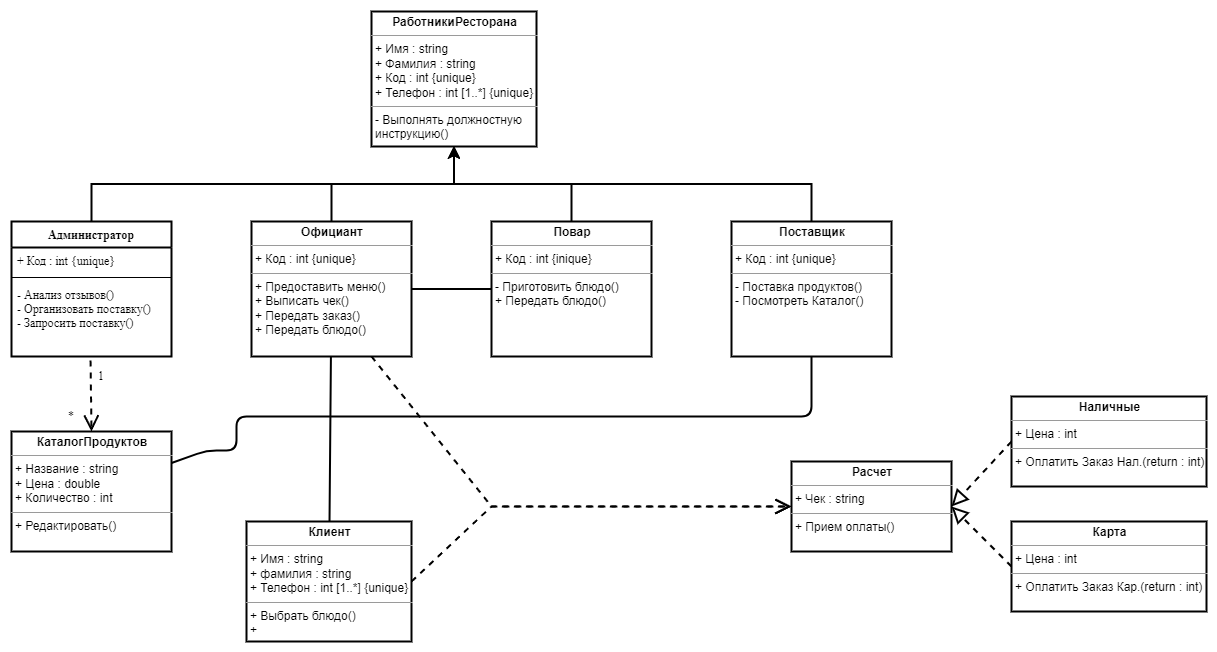 РаботникиРесторана
+ Имя : string
+ Фамилия : string
+ Код : int {unique}
+ Телефон : int [1..*] {unique}
- Выполнять должностную
инструкцию()
Администратор
+ Код : int {unique}
- Анализ отзывов()
- Организовать поставку()
- Запросить поставку()
Официант
+ Код : int {unique}
+ Предоставить меню()
+ Выписать чек()
+ Передать заказ()
+ Передать блюдо()
Повар
+ Код : int {inique}
- Приготовить блюдо()
+ Передать блюдо()
Поставщик
+ Код : int {unique}
- Поставка продуктов()
- Посмотреть Каталог()
1
*
КаталогПродуктов
+ Название : string
+ Цена : double
+ Количество : int
+ Редактировать()
Клиент
+ Имя : string
+ фамилия : string
+ Телефон : int [1..*] {unique}
+ Выбрать блюдо()
+
Расчет
+ Чек : string
+ Прием оплаты()
Наличные
+ Цена : int
+ Оплатить Заказ Нал.(return : int)
Карта
+ Цена : int
+ Оплатить Заказ Кар.(return : int)